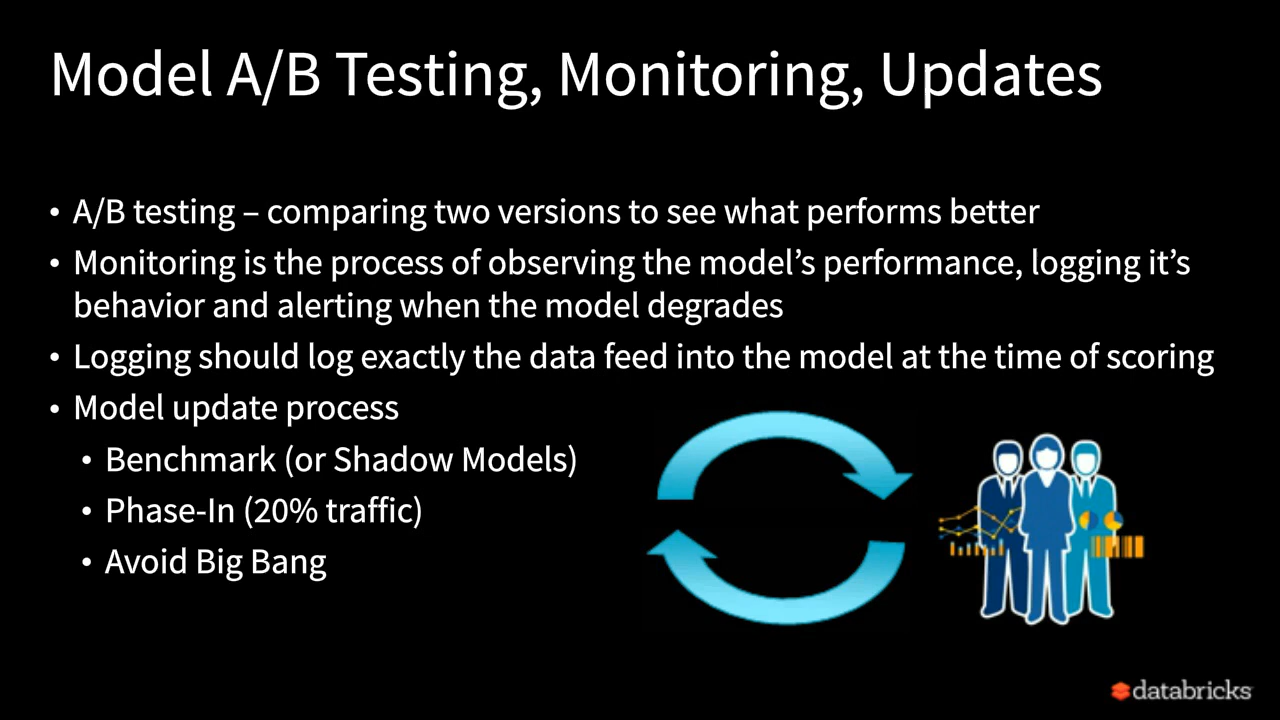 Model A/B Testing, Monitoring, Updates
• A/B testing – comparing two versions to see what performs better
• Monitoring is the process of observing the model’s performance, logging it’s
behavior and alerting when the model degrades
• Logging should log exactly the data feed into the model at the time of scoring
• Model update process
• Benchmark (or Shadow Models)
• Phase-In (20% traffic)
• Avoid Big Bang
databricks